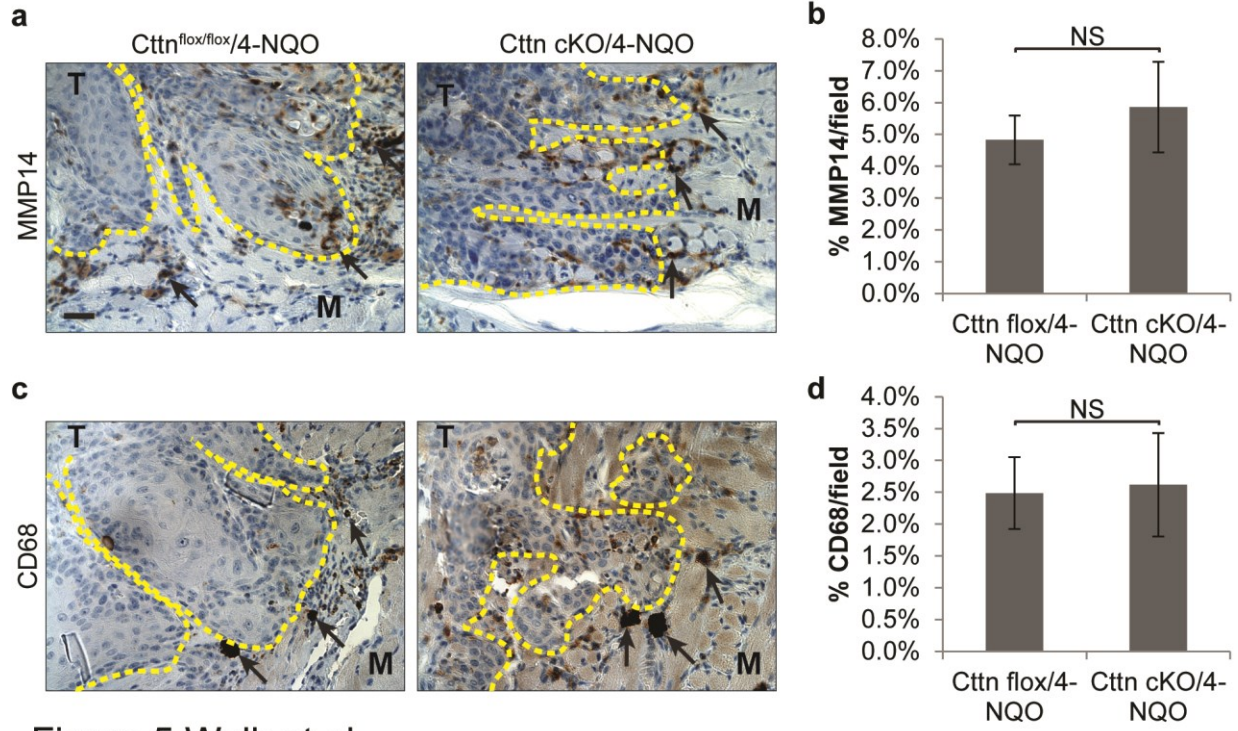 a
Cttn^flox/flox/4-NQO
Cttn cKO/4-NQO
MMP14
T
M
T
M
b
% MMP14/field
8.0%
7.0%
6.0%
5.0%
4.0%
3.0%
2.0%
1.0%
0.0%
NS
Cttn flox/4-
NQO
Cttn cKO/4-
NQO
c
CD68
T
M
T
M
d
% CD68/field
4.0%
3.5%
3.0%
2.5%
2.0%
1.5%
1.0%
0.5%
0.0%
NS
Cttn flox/4-
NQO
Cttn cKO/4-
NQO